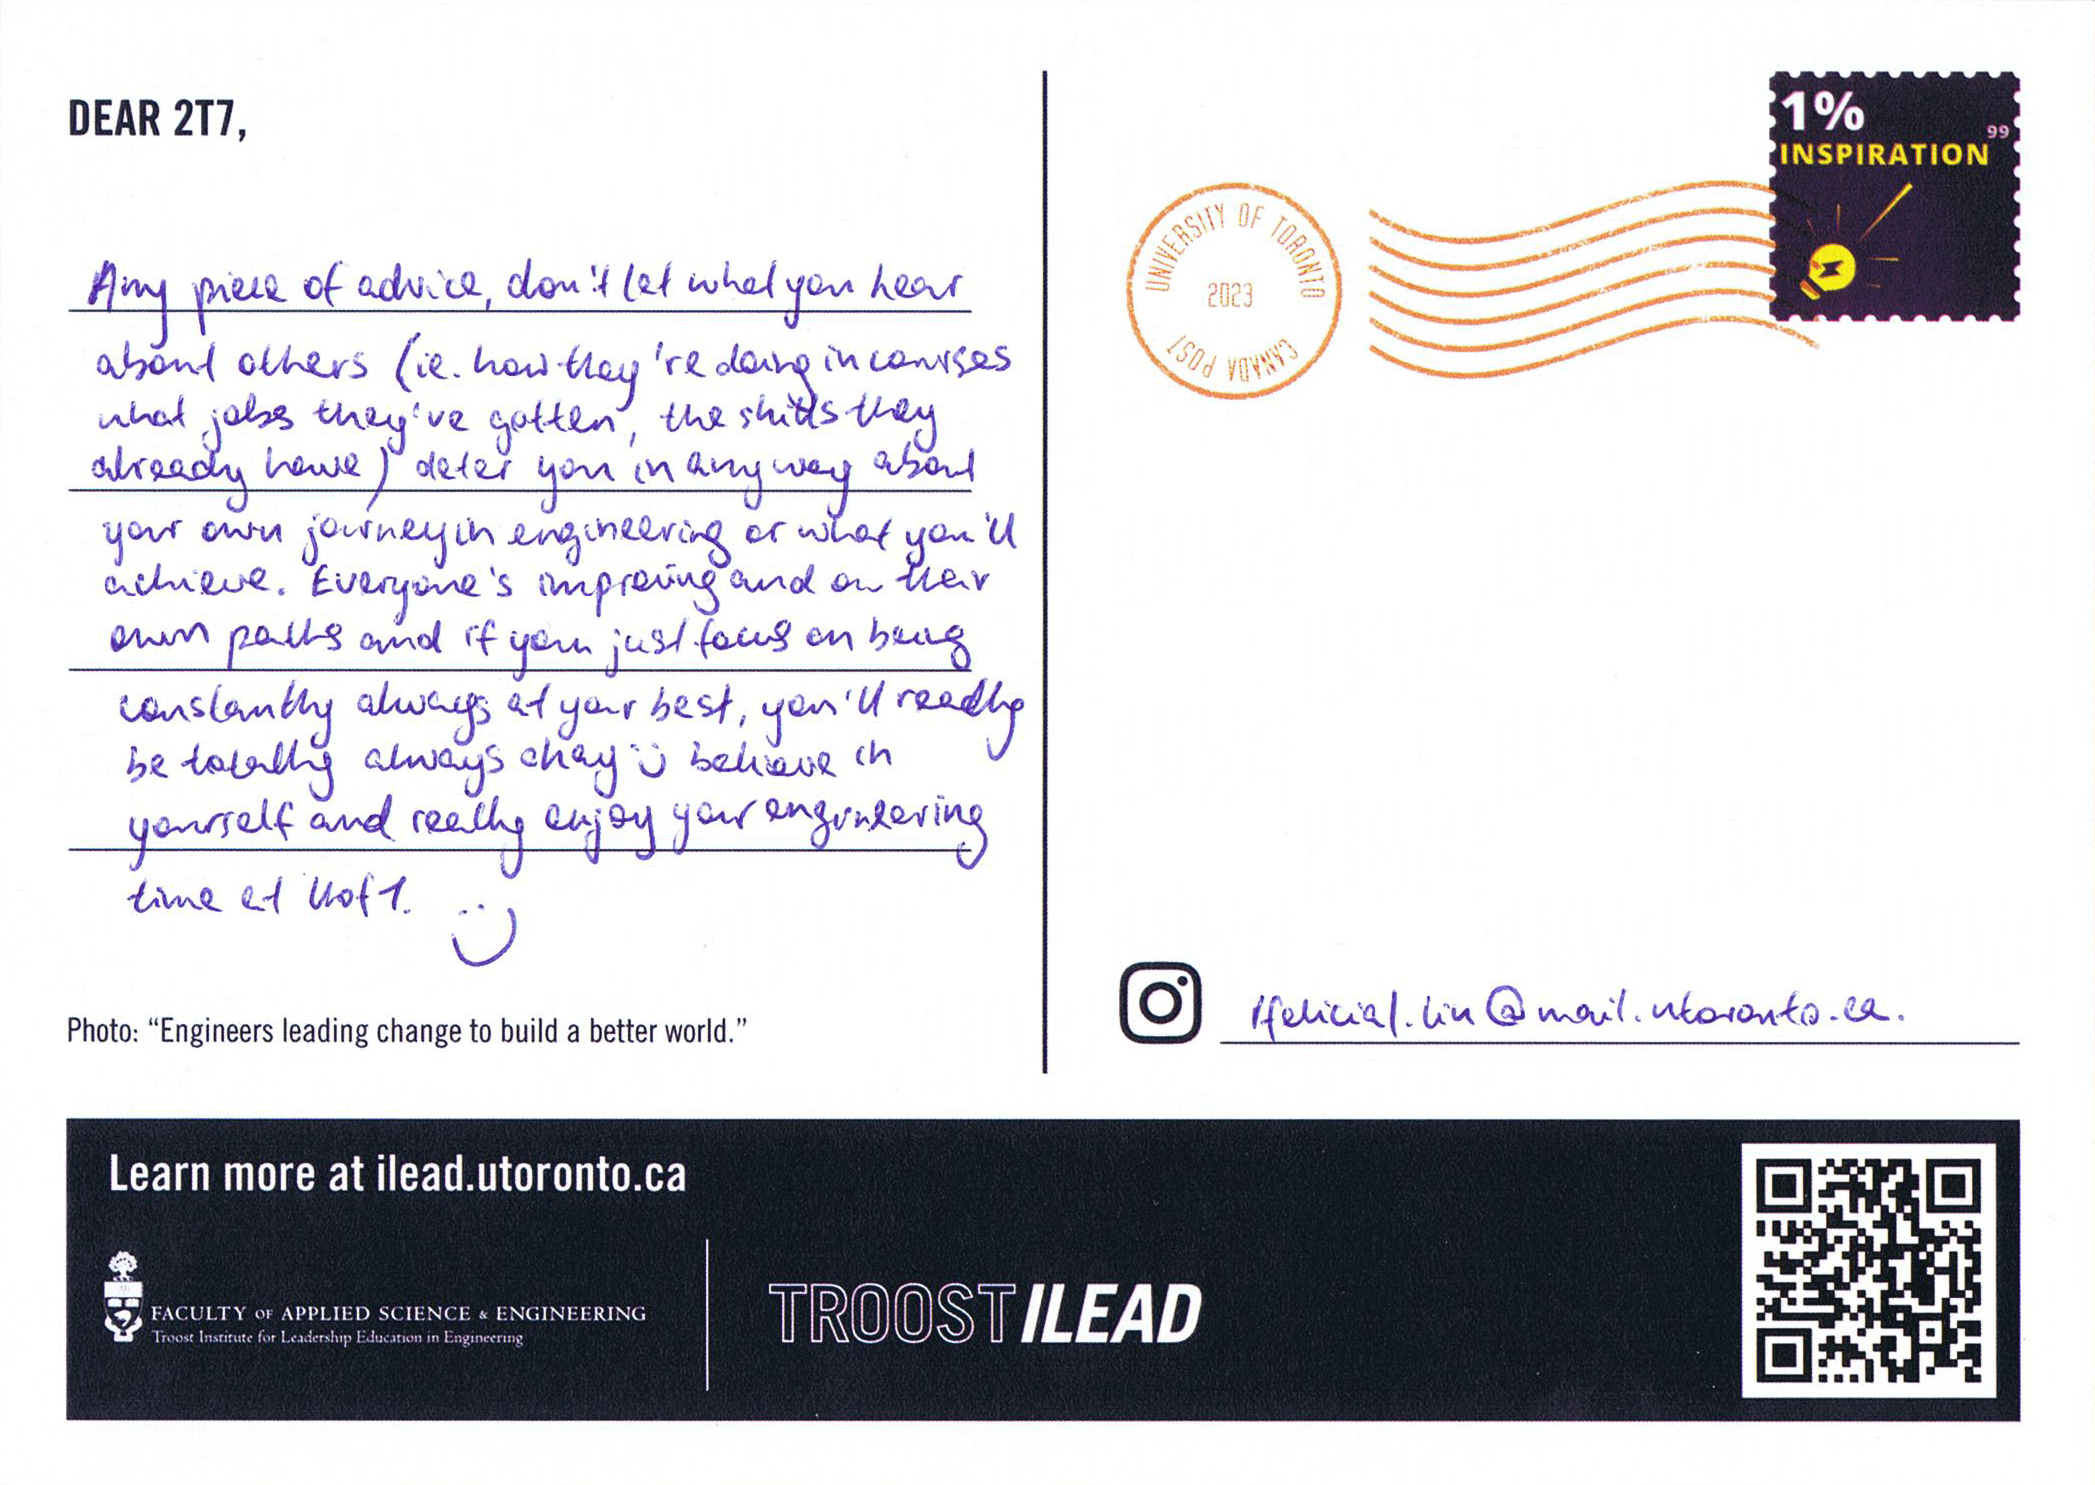 DEAR 2T7,
Any piece of advice, don't let what you hear
about others (ie. how they're doing in courses
what jobs they've gotten, the skills they
already have) deter you in any way about
your own journey in engineering or what you'll
achieve. Everyone's improving and on their
own paths and if you just focus on being
constantly always at your best, you'll really
be totally always okay :) believe in
yourself and really enjoy your engineering
time at UofT. :)
Photo: “Engineers leading change to build a better world.”
1%
99
INSPIRATION
UNIVERSITY OF TORONTO
2023
CANADA POST
@mail.utoronto.ca.
Learn more at ilead.utoronto.ca
FACULTY OF APPLIED SCIENCE & ENGINEERING
Troost Institute for Leadership Education in Engineering
TROOST ILEAD